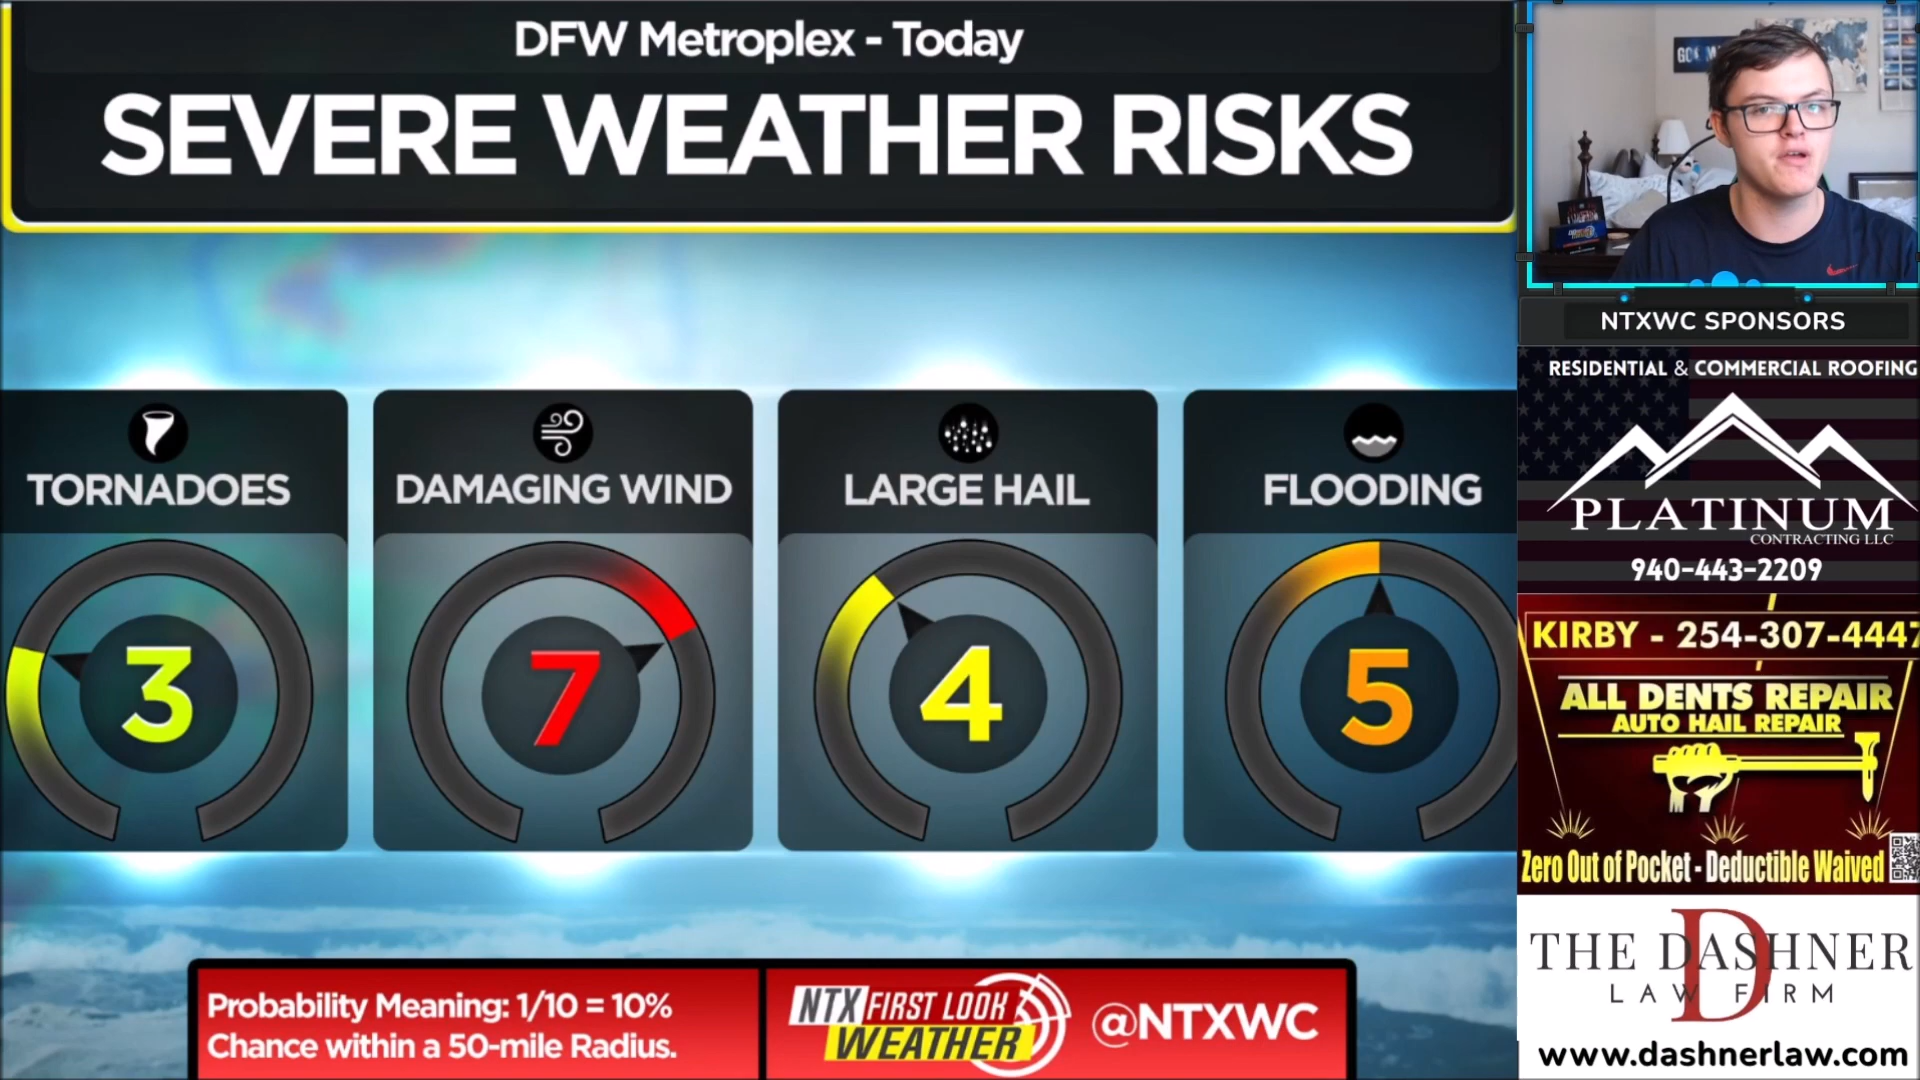 DFW Metroplex - Today
SEVERE WEATHER RISKS
TORNADOES
3
DAMAGING WIND
7
LARGE HAIL
4
FLOODING
5
Probability Meaning: 1/10 = 10%
Chance within a 50-mile Radius.
NTX FIRST LOOK
WEATHER
@NTXWC
NTXWC SPONSORS
RESIDENTIAL & COMMERCIAL ROOFING
PLATINUM
CONTRACTING LLC
940-443-2209
KIRBY - 254-307-4447
ALL DENTS REPAIR
AUTO HAIL REPAIR
Zero Out of Pocket - Deductible Waived
D
THE DASHNER
LAW FIRM
www.dashnerlaw.com